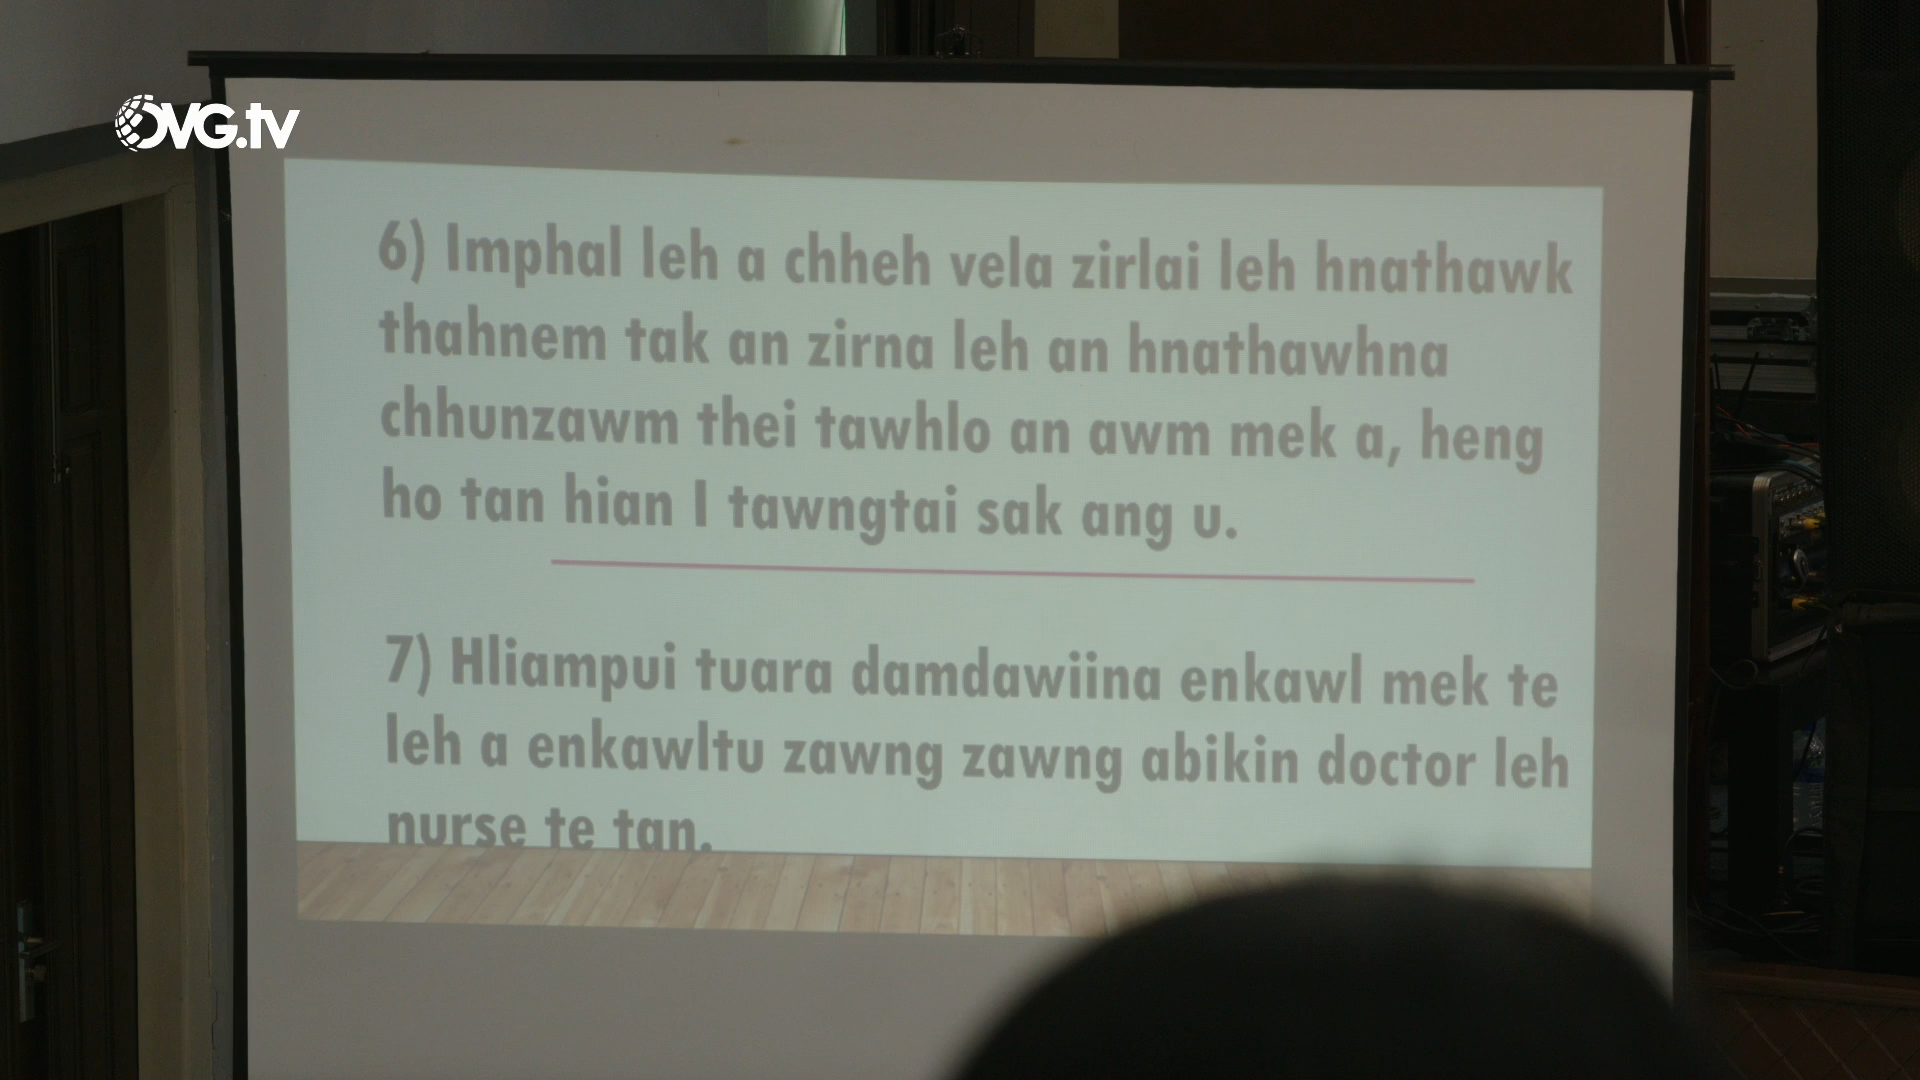 OVG.tv
6) Imphal leh a chheh vela zirlai leh hnathawk
thahnem tak an zirna leh an hnathawhna
chhunzawm thei tawhlo an awm mek a, heng
ho tan hian I tawngtai sak ang u.
7) Hliampui tuara damdawiina enkawl mek te
leh a enkawltu zawng zawng abikin doctor leh
nurse te tan.